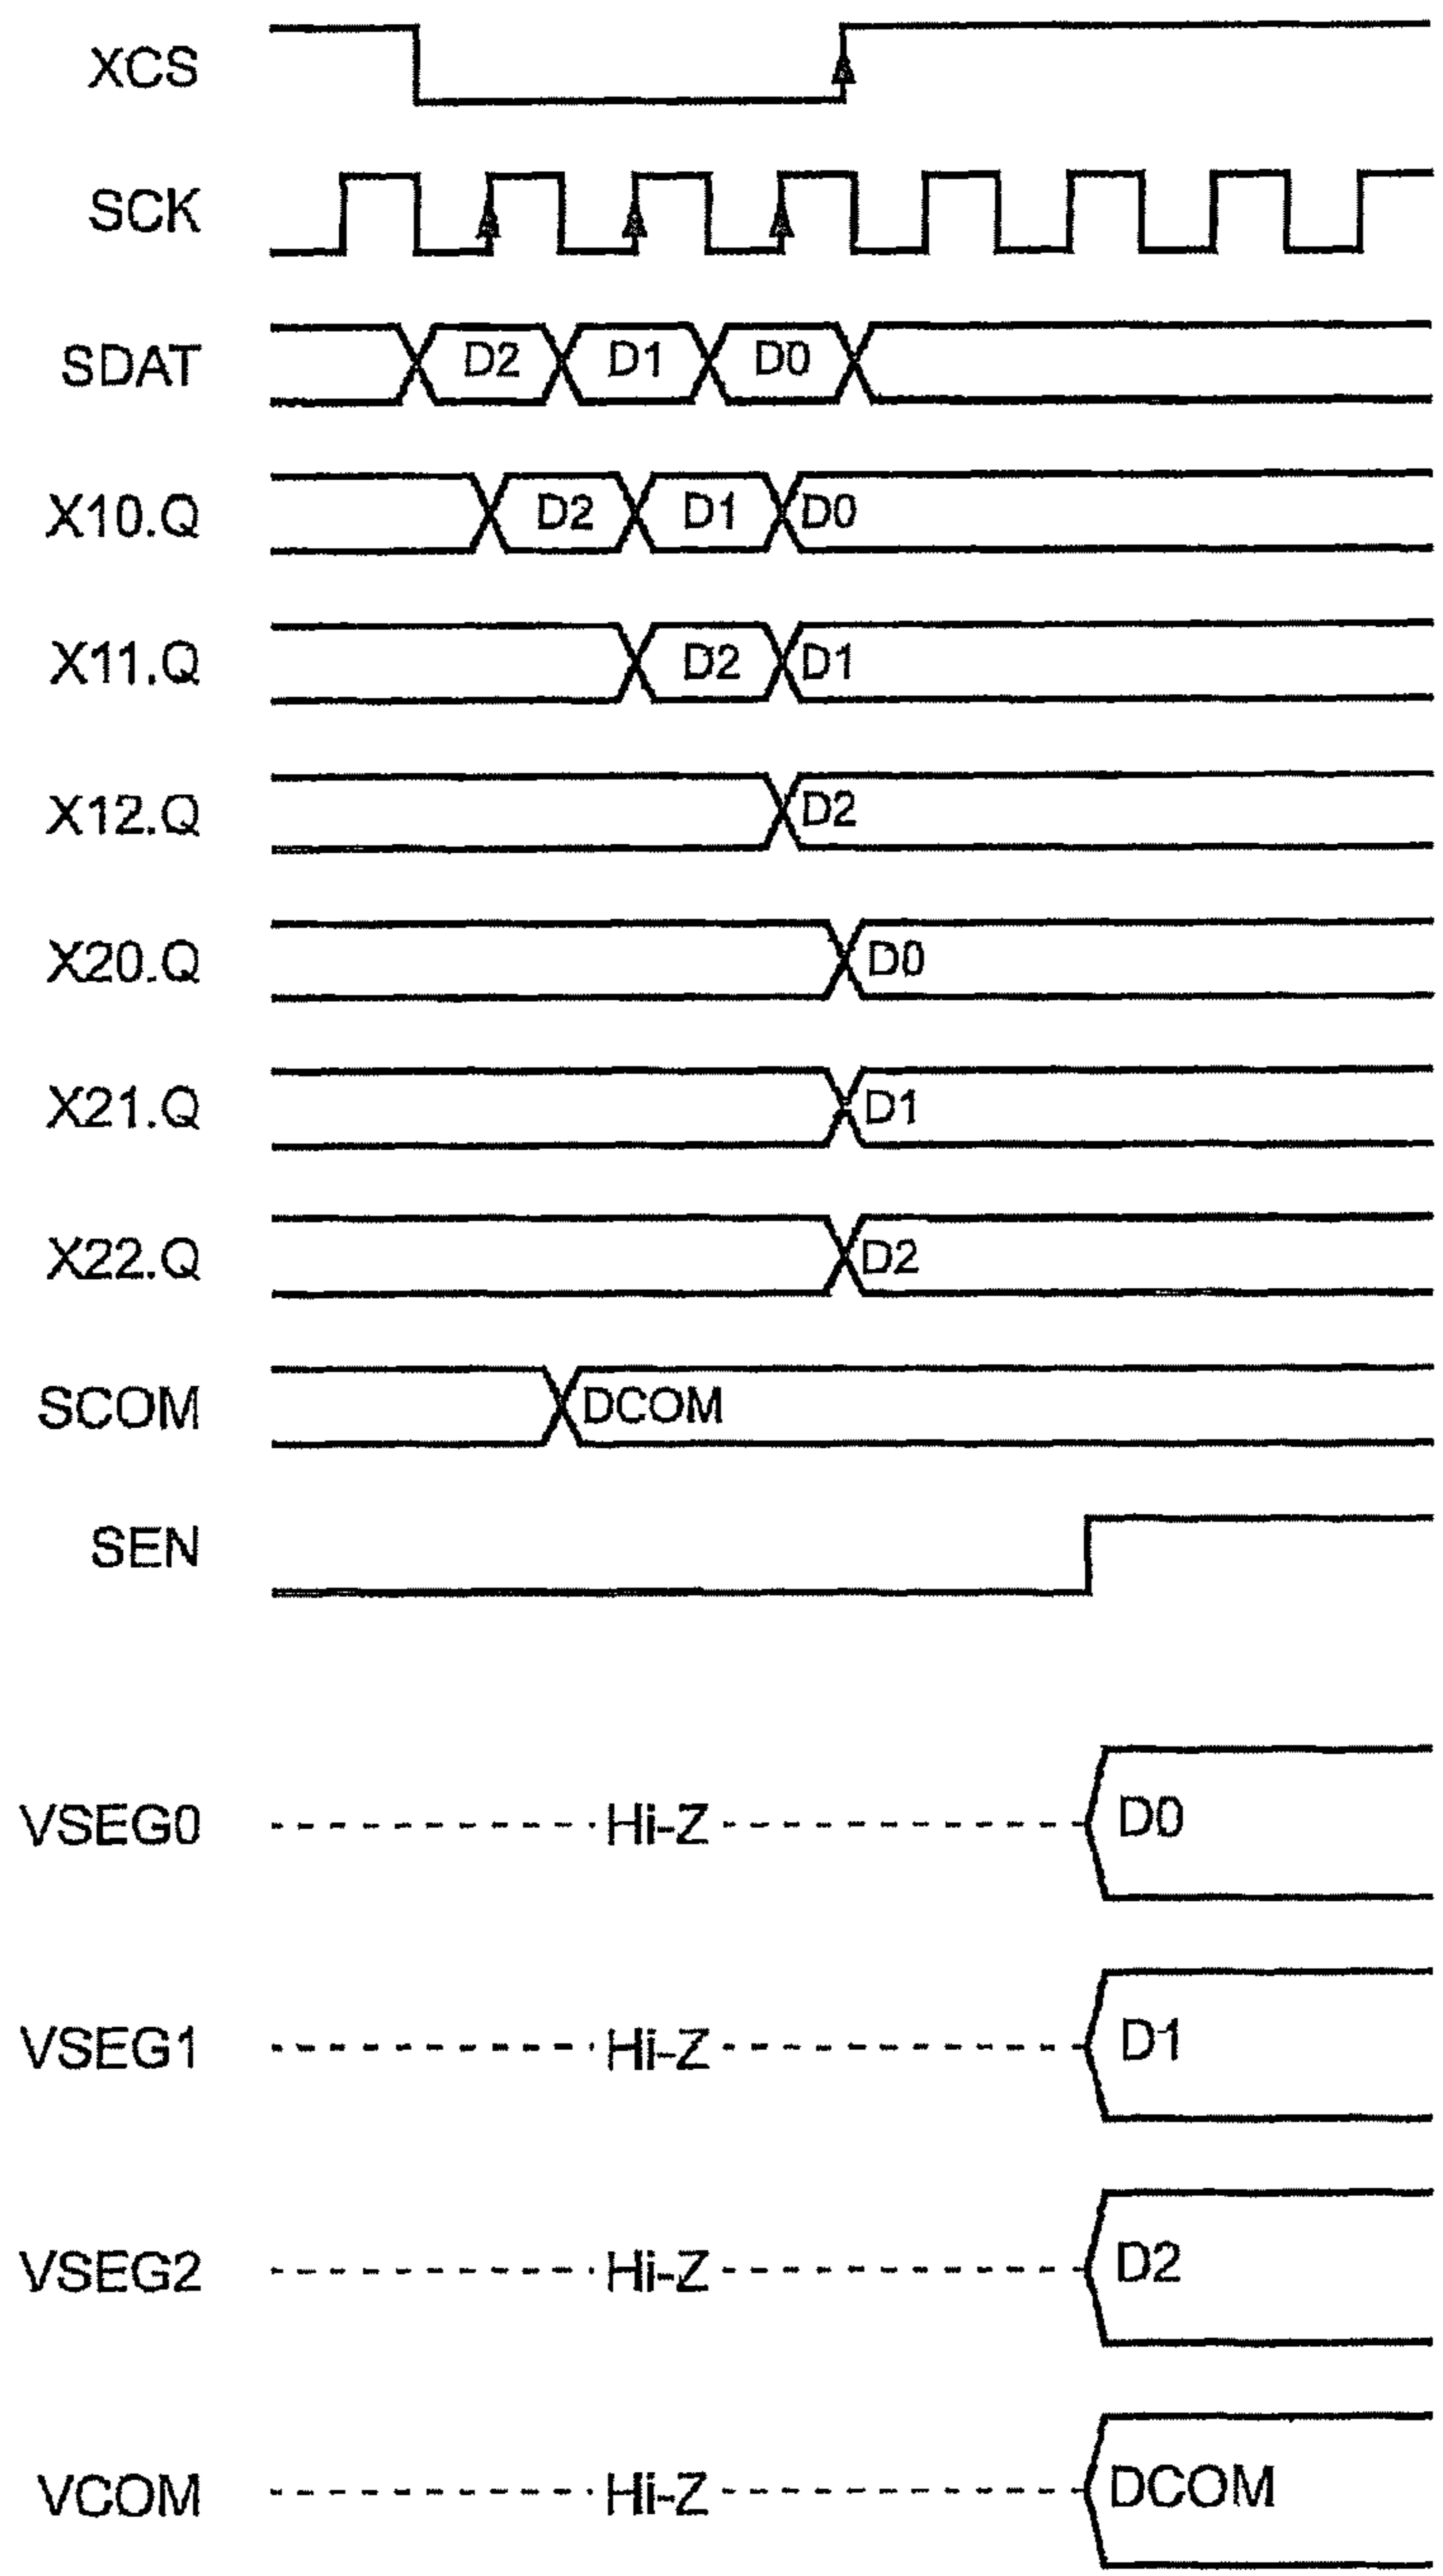 XCS
SCK
SDAT D2 D1 D0
X10.Q D2 D1 D0
X11.Q D2 D1
X12.Q D2
X20.Q D0
X21.Q D1
X22.Q D2
SCOM DCOM
SEN
VSEG0 Hi-Z D0
VSEG1 Hi-Z D1
VSEG2 Hi-Z D2
VCOM Hi-Z DCOM